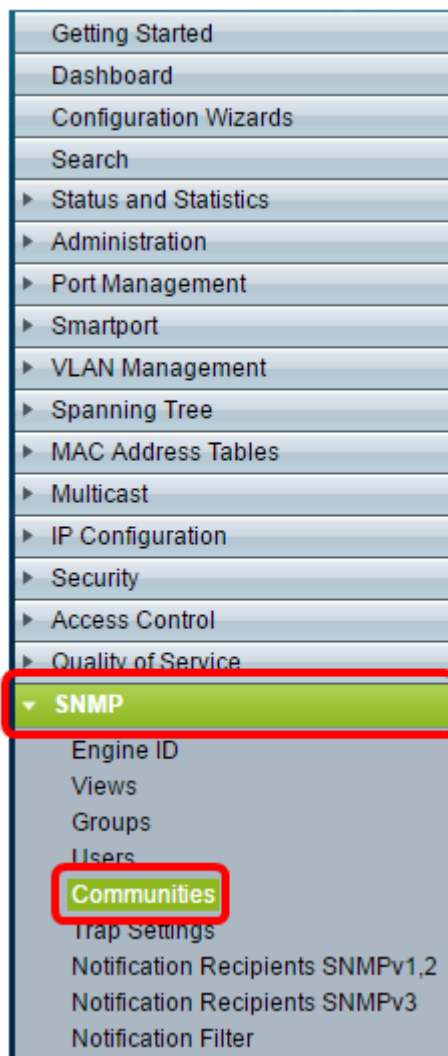 Getting Started
Dashboard
Configuration Wizards
Search
Status and Statistics
Administration
Port Management
Smartport
VLAN Management
Spanning Tree
MAC Address Tables
Multicast
IP Configuration
Security
Access Control
Quality of Service
SNMP
Engine ID
Views
Groups
Users
Communities
Trap Settings
Notification Recipients SNMPv1,2
Notification Recipients SNMPv3
Notification Filter